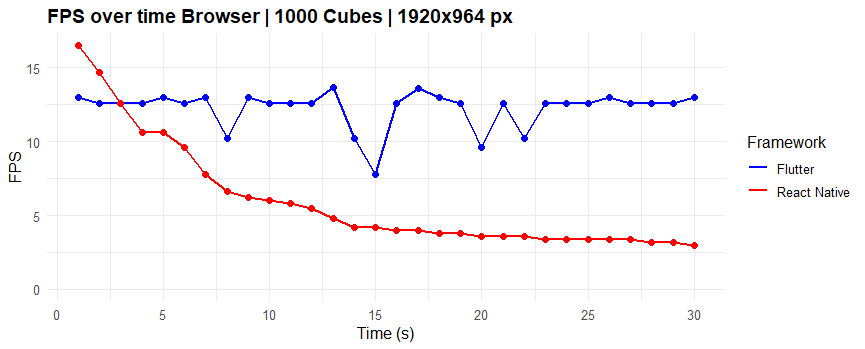 FPS over time Browser | 1000 Cubes | 1920x964 px
15
10
5
0
FPS
0 5 10 15 20 25 30
Time (s)
Framework
Flutter
React Native